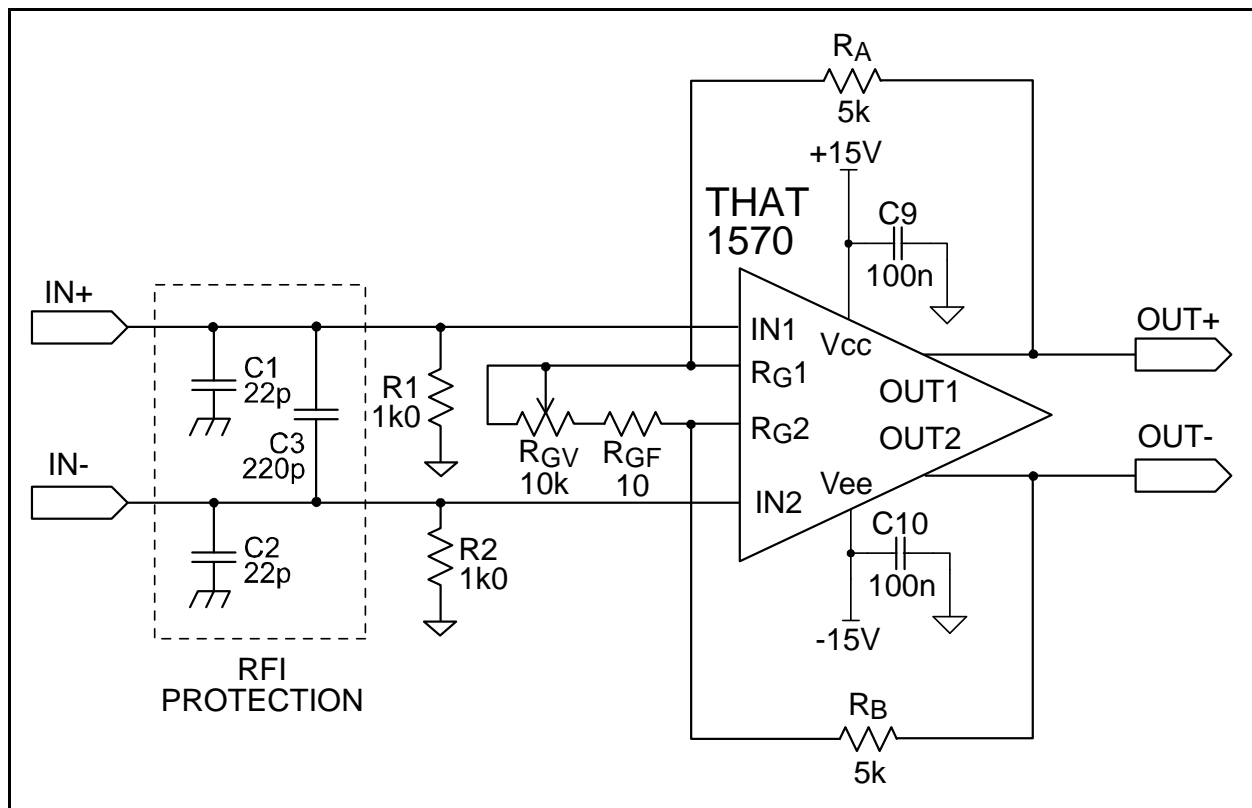 RA
5k
+15V
THAT
1570
C9
100n
IN+
IN1
Vcc
OUT+
C1
22p
R1
1k0
RG1
OUT1
C3
220p
RG2
OUT2
RGV
10k
RGF
10
IN-
OUT-
Vee
IN2
C10
100n
C2
22p
R2
1k0
-15V
RFI
PROTECTION
RB
5k